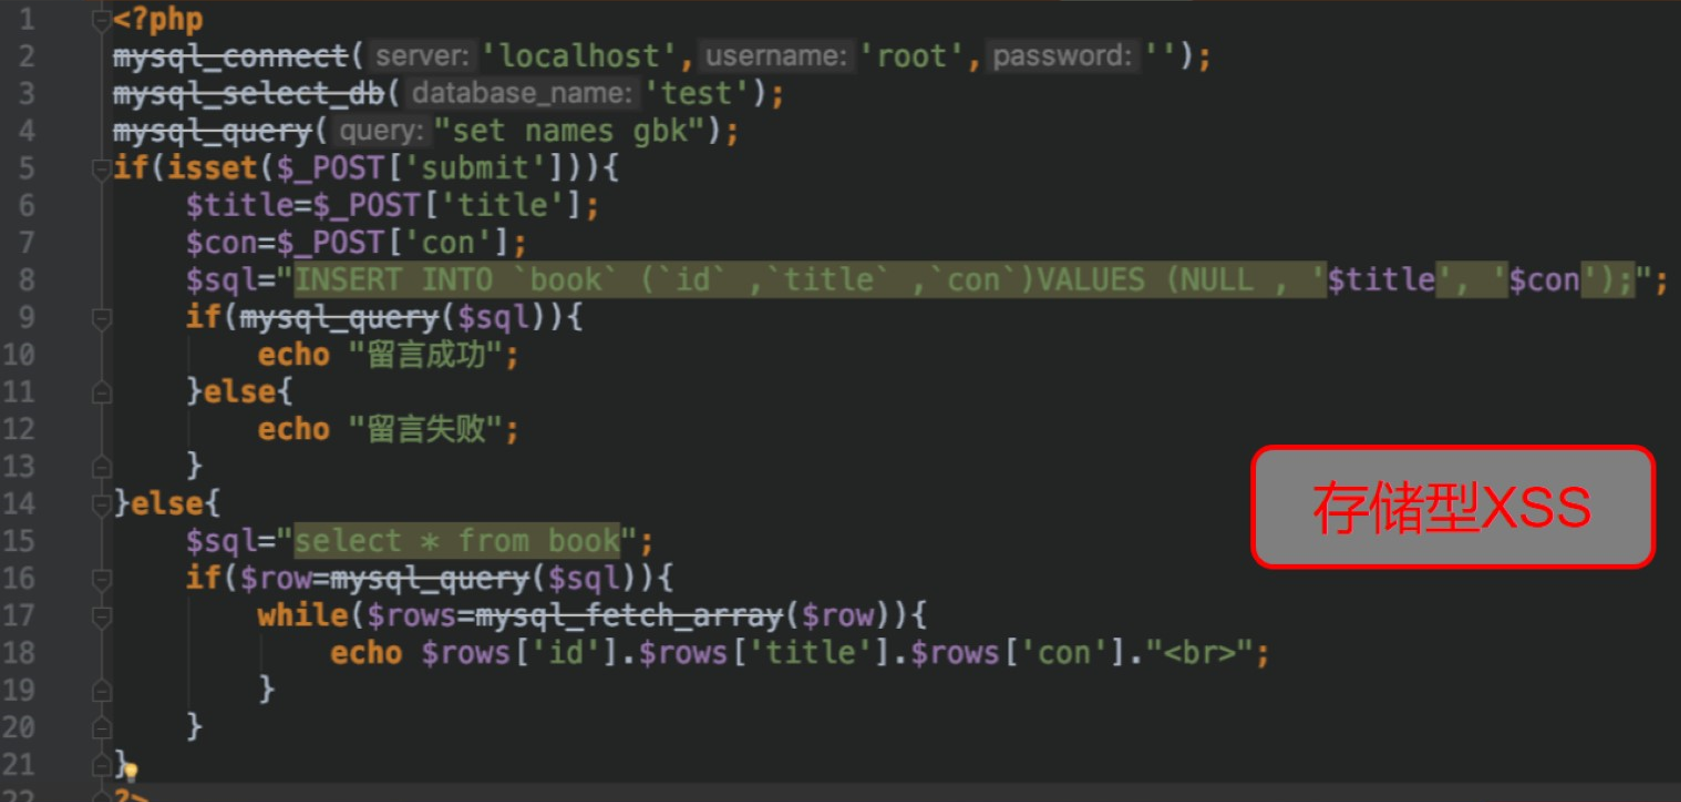 1 <?php
2 mysql_connect( server: 'localhost', username: 'root', password: '');
3 mysql_select_db( database_name: 'test');
4 mysql_query( query: "set names gbk");
5 if(isset($_POST['submit'])){
6 $title=$_POST['title'];
7 $con=$_POST['con'];
8 $sql="INSERT INTO `book` (`id` ,`title` ,`con`)VALUES (NULL , '$title', '$con');";
9 if(mysql_query($sql)){
10 echo "留言成功";
11 }else{
12 echo "留言失败";
13 }
14 }else{
15 $sql="select * from book";
16 if($row=mysql_query($sql)){
17 while($rows=mysql_fetch_array($row)){
18 echo $rows['id'].$rows['title'].$rows['con']."<br>";
19 }
20 }
21 }
22 ?>
存储型XSS